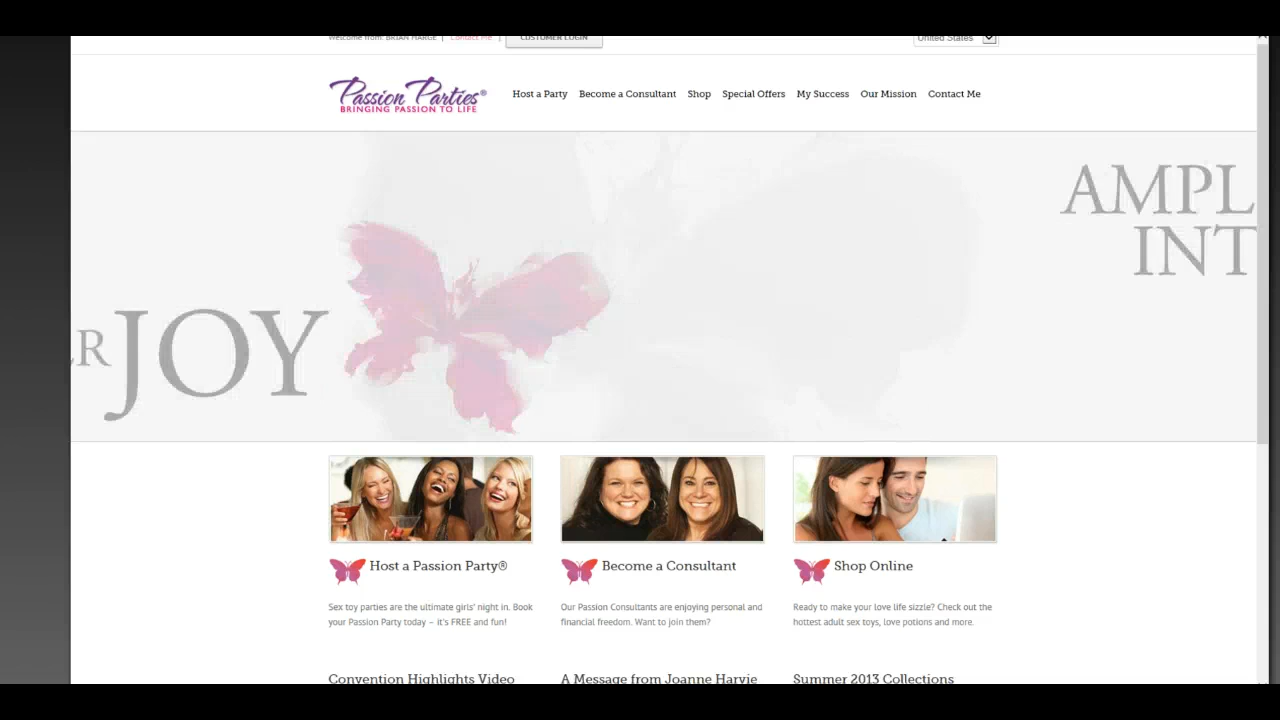 Welcome from: BRIAN HARGE | Contact Me |
CUSTOMER LOGIN
United States
Passion Parties®
BRINGING PASSION TO LIFE
Host a Party
Become a Consultant
Shop
Special Offers
My Success
Our Mission
Contact Me
R JOY
AMPL
INT
Host a Passion Party®
Sex toy parties are the ultimate girls' night in. Book
your Passion Party today – it's FREE and fun!
Become a Consultant
Our Passion Consultants are enjoying personal and
financial freedom. Want to join them?
Shop Online
Ready to make your love life sizzle? Check out the
hottest adult sex toys, love potions and more.
Convention Highlights Video
A Message from Joanne Harvie
Summer 2013 Collections